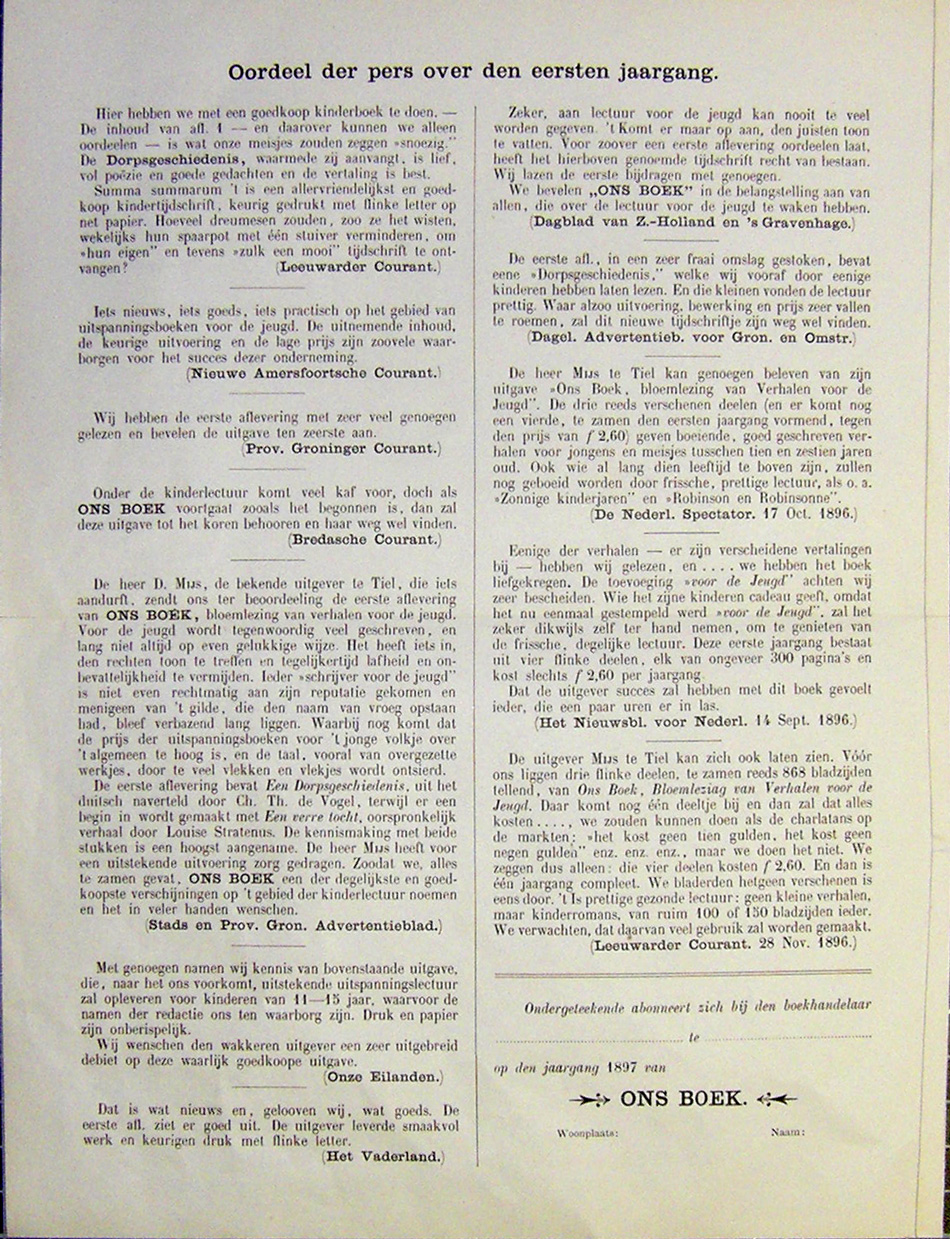 Oordeel der pers over den eersten jaargang.
Hier hebben we met een goedkoop kinderboek te doen. —
De inhoud van afl. 1 — en daarover kunnen we alleen
oordeelen — is wat onze meisjes zouden zeggen »snoezig."
De Dorpsgeschiedenis, waarmede zij aanvangt, is lief,
vol poëzie en goede gedachten en de vertaling is best.
Summa summarum 't is een allervriendelijkst en goed-
koop kindertijdschrift, keurig gedrukt met flinke letter op
net papier. Hoeveel dreumesen zouden, zoo ze het wisten,
wekelijks hun spaarpot met één stuiver verminderen, om
»hun eigen" en tevens »zulk een mooi" tijdschrift te ont-
vangen? (Leeuwarder Courant.)
Iets nieuws, iets goeds, iets practisch op het gebied van
uitspanningsboeken voor de jeugd. De uitnemende inhoud,
de keurige uitvoering en de lage prijs zijn zoovele waar-
borgen voor het succes dezer onderneming.
(Nieuwe Amersfoortsche Courant.)
Wij hebben de eerste aflevering met zeer veel genoegen
gelezen en bevelen de uitgave ten zeerste aan.
(Prov. Groninger Courant.)
Onder de kinderlectuur komt veel kaf voor, doch als
ONS BOEK voortgaat zooals het begonnen is, dan zal
deze uitgave tot het koren behooren en haar weg wel vinden.
(Bredasche Courant.)
De heer D. Mijs, de bekende uitgever te Tiel, die iets
aandurft, zendt ons ter beoordeeling de eerste aflevering
van ONS BOEK, bloemlezing van verhalen voor de jeugd.
Voor de jeugd wordt tegenwoordig veel geschreven, en
lang niet altijd op even gelukkige wijze. Het heeft iets in,
den rechten toon te treffen en tegelijkertijd lafheid en on-
bevattelijkheid te vermijden. Ieder »schrijver voor de jeugd"
is niet even rechtmatig aan zijn reputatie gekomen en
menigeen van 't gilde, die den naam van vroeg opstaan
had, bleef verbazend lang liggen. Waarbij nog komt dat
de prijs der uitspanningsboeken voor 't jonge volkje over
't algemeen te hoog is, en de taal, vooral van overgezette
werkjes, door te veel vlekken en vlekjes wordt ontsierd.
De eerste aflevering bevat Een Dorpsgeschiedenis, uit het
duitsch naverteld door Ch. Th. de Vogel, terwijl er een
begin in wordt gemaakt met Een verre tocht, oorspronkelijk
verhaal door Louise Stratenus. De kennismaking met beide
stukken is een hoogst aangename. De heer Mijs heeft voor
een uitstekende uitvoering zorg gedragen. Zoodat we, alles
te zamen gevat, ONS BOEK een der degelijkste en goed-
koopste verschijningen op 't gebied der kinderlectuur noemen
en het in veler handen wenschen.
(Stads en Prov. Gron. Advertentieblad.)
Met genoegen namen wij kennis van bovenstaande uitgave,
die, naar het ons voorkomt, uitstekende uitspanningslectuur
zal opleveren voor kinderen van 11—15 jaar, waarvoor de
namen der redactie ons ten waarborg zijn. Druk en papier
zijn onberispelijk.
Wij wenschen den wakkeren uitgever een zeer uitgebreid
debiet op deze waarlijk goedkoope uitgave.
(Onze Eilanden.)
Dat is wat nieuws en, gelooven wij, wat goeds. De
eerste afl. ziet er goed uit. De uitgever leverde smaakvol
werk en keurigen druk met flinke letter.
(Het Vaderland.)
Zeker, aan lectuur voor de jeugd kan nooit te veel
worden gegeven. 't Komt er maar op aan, den juisten toon
te vatten. Voor zoover een eerste aflevering oordeelen laat,
heeft het hierboven genoemde tijdschrift recht van bestaan.
Wij lazen de eerste bijdragen met genoegen.
We bevelen „ONS BOEK" in de belangstelling aan van
allen, die over de lectuur voor de jeugd te waken hebben.
(Dagblad van Z.-Holland en 's Gravenhage.)
De eerste afl., in een zeer fraai omslag gestoken, bevat
eene »Dorpsgeschiedenis," welke wij vooraf door eenige
kinderen hebben laten lezen. En die kleinen vonden de lectuur
prettig. Waar alzoo uitvoering, bewerking en prijs zeer vallen
te roemen, zal dit nieuwe tijdschriftje zijn weg wel vinden.
(Dagel. Advertentieb. voor Gron. en Omstr.)
De heer Mijs te Tiel kan genoegen beleven van zijn
uitgave »Ons Boek, bloemlezing van Verhalen voor de
Jeugd". De drie reeds verschenen deelen (en er komt nog
een vierde, te zamen den eersten jaargang vormend, tegen
den prijs van f 2,60) geven boeiende, goed geschreven ver-
halen voor jongens en meisjes tusschen tien en zestien jaren
oud. Ook wie al lang dien leeftijd te boven zijn, zullen
nog geboeid worden door frissche, prettige lectuur, als o. a.
»Zonnige kinderjaren" en »Robinson en Robinsonne".
(De Nederl. Spectator. 17 Oct. 1896.)
Eenige der verhalen — er zijn verscheidene vertalingen
bij — hebben wij gelezen, en .... we hebben het boek
liefgekregen. De toevoeging »voor de Jeugd" achten wij
zeer bescheiden. Wie het zijne kinderen cadeau geeft, omdat
het nu eenmaal gestempeld werd »voor de Jeugd", zal het
zeker dikwijls zelf ter hand nemen, om te genieten van
de frissche, degelijke lectuur. Deze eerste jaargang bestaat
uit vier flinke deelen, elk van ongeveer 300 pagina's en
kost slechts f 2,60 per jaargang.
Dat de uitgever succes zal hebben met dit boek gevoelt
ieder, die een paar uren er in las.
(Het Nieuwsbl. voor Nederl. 14 Sept. 1896.)
De uitgever Mijs te Tiel kan zich ook laten zien. Vóór
ons liggen drie flinke deelen, te zamen reeds 868 bladzijden
tellend, van Ons Boek, Bloemlezing van Verhalen voor de
Jeugd. Daar komt nog één deeltje bij en dan zal dat alles
kosten ...., we zouden kunnen doen als de charlatans op
de markten: »het kost geen tien gulden, het kost geen
negen gulden" enz. enz. enz., maar we doen het niet. We
zeggen dus alleen: die vier deelen kosten f 2,60. En dan is
één jaargang compleet. We bladerden hetgeen verschenen is
eens door. 't Is prettige gezonde lectuur: geen kleine verhalen,
maar kinderromans, van ruim 100 of 150 bladzijden ieder.
We verwachten, dat daarvan veel gebruik zal worden gemaakt.
(Leeuwarder Courant. 28 Nov. 1896.)
Ondergeteekende abonneert zich bij den boekhandelaar
te
op den jaargang 1897 van
ONS BOEK.
Woonplaats: Naam: